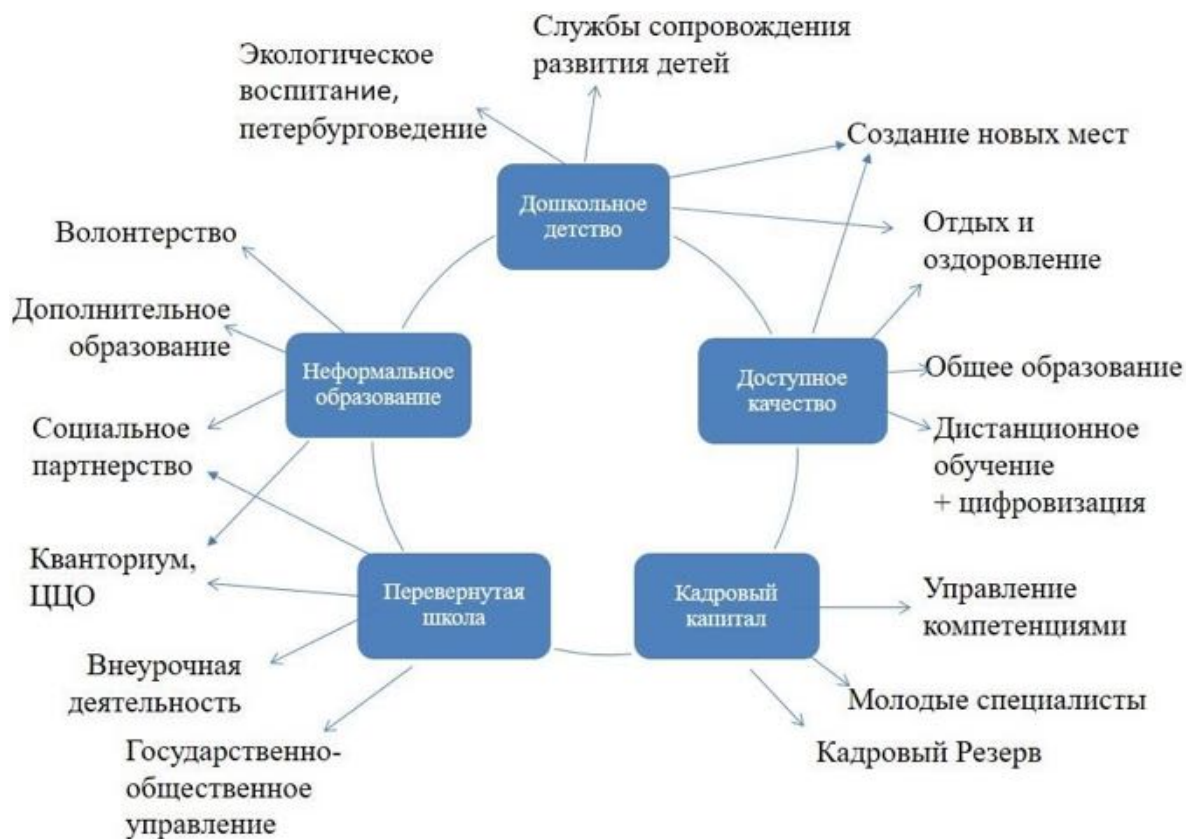 Службы сопровождения
развития детей
Экологическое
воспитание,
петербурговедение
Создание новых мест
Дошкольное
детство
Отдых и
оздоровление
Волонтерство
Дополнительное
образование
Неформальное
образование
Доступное
качество
Общее образование
Социальное
партнерство
Дистанционное
обучение
+ цифровизация
Кванториум,
ЦЦО
Перевернутая
школа
Кадровый
капитал
Управление
компетенциями
Внеурочная
деятельность
Молодые специалисты
Государственно-
общественное
управление
Кадровый Резерв